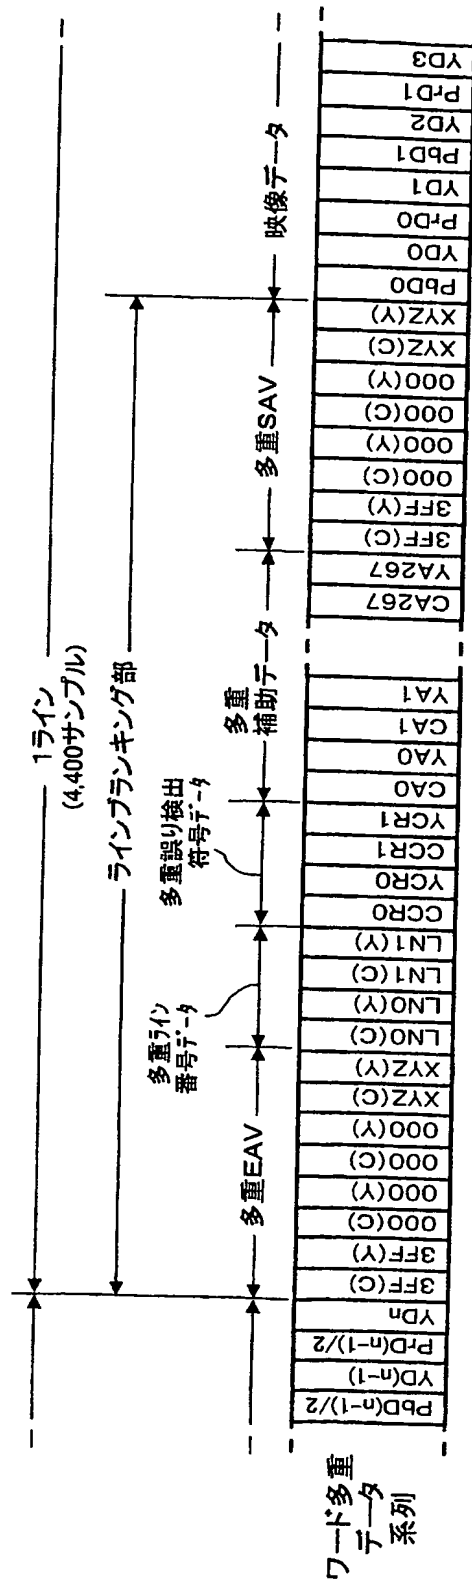 1ライン
(4,400サンプル)
ラインブランキング部
多重EAV
多重ライン
番号データ
多重誤り検出
符号データ
多重
補助データ
多重SAV
映像データ
ワード多重
データ
系列
PbD(n-1)/2
YD(n-1)
PrD(n-1)/2
YDn
3FF(C)
3FF(Y)
000(C)
000(Y)
000(C)
000(Y)
XYZ(C)
XYZ(Y)
LN0(C)
LN0(Y)
LN1(C)
LN1(Y)
CCR0
YCR0
CCR1
YCR1
CA0
YA0
CA1
YA1
CA267
YA267
3FF(C)
3FF(Y)
000(C)
000(Y)
000(C)
000(Y)
XYZ(C)
XYZ(Y)
PbD0
YD0
PrD0
YD1
PbD1
YD2
PrD1
YD3